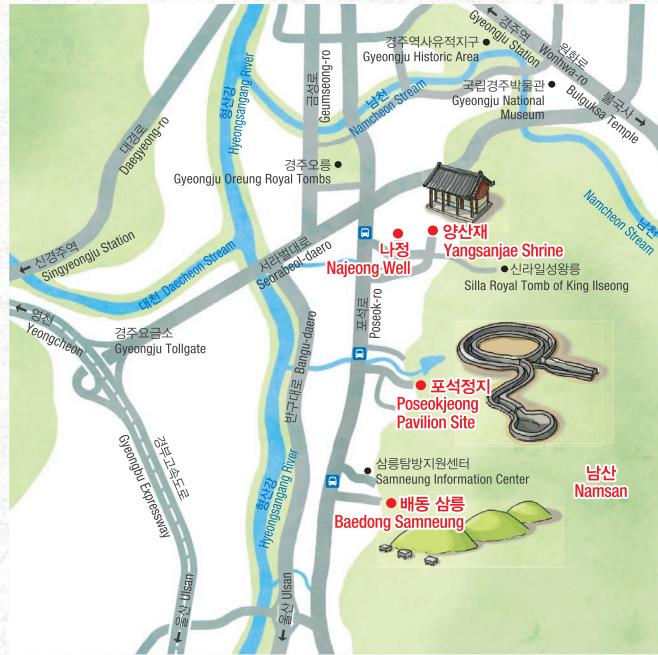 경주역
Gyeongju Station
원화로
Wonhwa-ro
불국사
Bulguksa Temple
경주역사유적지구
Gyeongju Historic Area
국립경주박물관
Gyeongju National
Museum
형산강
Hyeongsangang River
금성로
Geumseong-ro
남천
Namcheon Stream
대경로
Daegyeong-ro
경주오릉
Gyeongju Oreung Royal Tombs
남천
Namcheon Stream
나정
Najeong Well
양산재
Yangsanjae Shrine
신경주역
Singyeongju Station
대천 Daecheon Stream
서라벌대로
Seorabeol-daero
신라일성왕릉
Silla Royal Tomb of King Ilseong
영천
Yeongcheon
경주요금소
Gyeongju Tollgate
반구대로 Bangu-daero
포석로
Poseok-ro
포석정지
Poseokjeong
Pavilion Site
경부고속도로
Gyeongbu Expressway
형산강
Hyeongsangang River
삼릉탐방지원센터
Samneung Information Center
남산
Namsan
배동 삼릉
Baedong Samneung
울산 Ulsan
울산 Ulsan